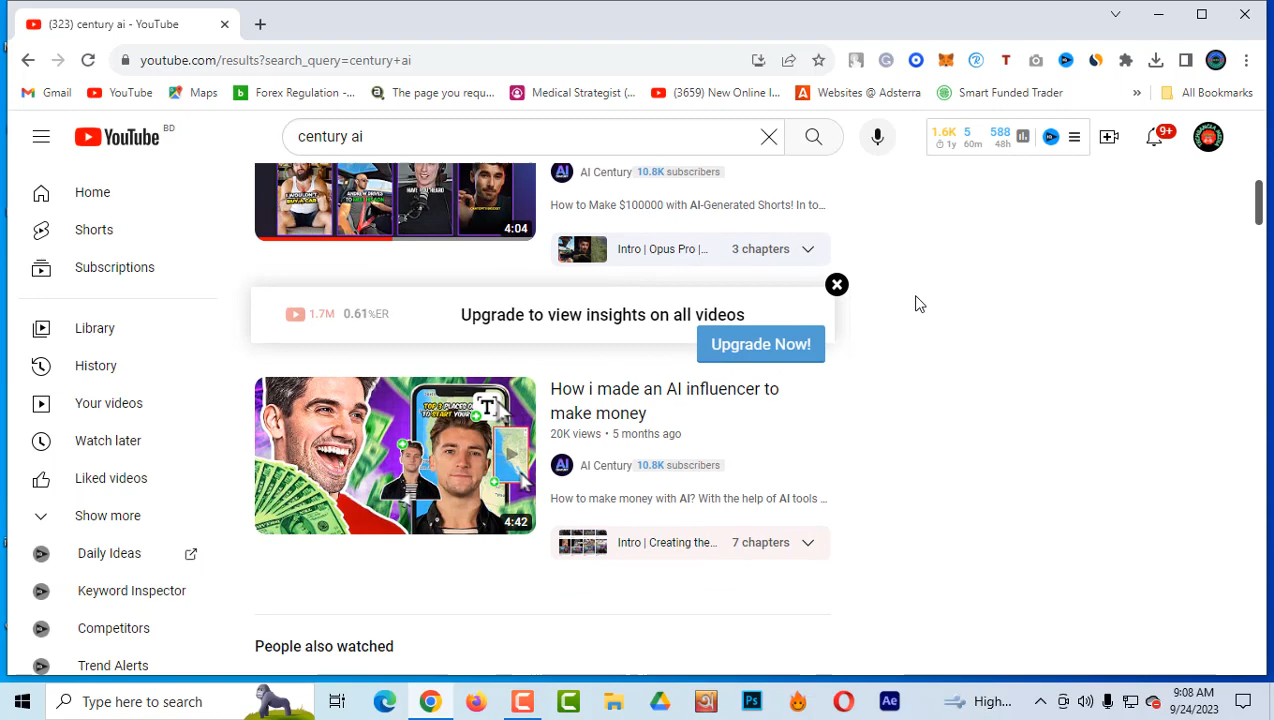 (323) century ai - YouTube
youtube.com/results?search_query=century+ai
Gmail
YouTube
Maps
Forex Regulation -...
The page you requ...
Medical Strategist (...
(3659) New Online I...
Websites @Adsterra
Smart Funded Trader
»
All Bookmarks
YouTube BD
century ai
1.6K 5 588
1y 60m 48h
9+
Home
Shorts
Subscriptions
Library
History
Your videos
Watch later
Liked videos
Show more
Daily Ideas
Keyword Inspector
Competitors
Trend Alerts
I WOULDN'T
BUY A CAR
HAVE
4:04
AI Century 10.8K subscribers
How to Make $100000 with AI-Generated Shorts! In to...
Intro | Opus Pro |... 3 chapters
1.7M 0.61%ER
Upgrade to view insights on all videos
Upgrade Now!
4:42
How i made an AI influencer to
make money
20K views • 5 months ago
AI Century 10.8K subscribers
How to make money with AI? With the help of AI tools ...
Intro | Creating the... 7 chapters
People also watched
Type here to search
Ps
Ae
High...
9:08 AM
9/24/2023